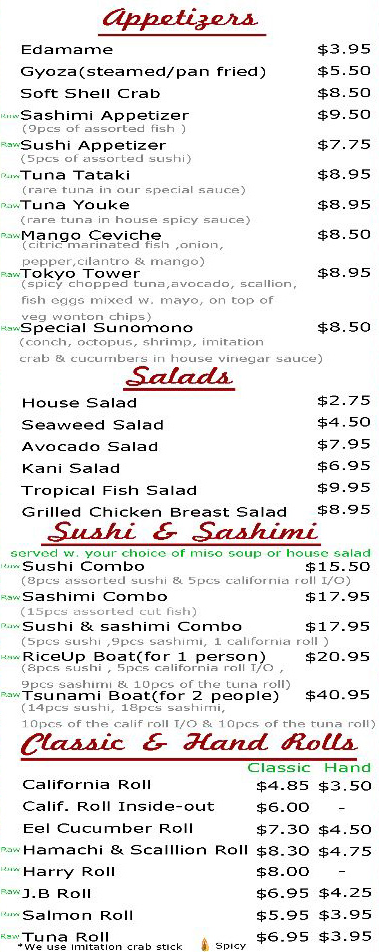 Appetizers
Edamame $3.95
Gyoza(steamed/pan fried) $5.50
Soft Shell Crab $8.50
Raw Sashimi Appetizer $9.50
(9pcs of assorted fish )
Raw Sushi Appetizer $7.75
(5pcs of assorted sushi)
Raw Tuna Tataki $8.95
(rare tuna in our special sauce)
Raw Tuna Youke $8.95
(rare tuna in house spicy sauce)
Raw Mango Ceviche $8.50
(citric marinated fish ,onion,
pepper,cilantro & mango)
Raw Tokyo Tower $8.95
(spicy chopped tuna,avocado, scallion,
fish eggs mixed w. mayo, on top of
veg wonton chips)
Raw Special Sunomono $8.50
(conch, octopus, shrimp, imitation
crab & cucumbers in house vinegar sauce)
Salads
House Salad $2.75
Seaweed Salad $4.50
Avocado Salad $7.95
Kani Salad $6.95
Tropical Fish Salad $9.95
Grilled Chicken Breast Salad $8.95
Sushi & Sashimi
served w. your choice of miso soup or house salad
Raw Sushi Combo $15.50
(8pcs assorted sushi & 5pcs california roll I/O)
Raw Sashimi Combo $17.95
(15pcs assorted cut fish)
Raw Sushi & sashimi Combo $17.95
(5pcs sushi ,9pcs sashimi, 1 california roll )
Raw RiceUp Boat(for 1 person) $20.95
(8pcs sushi , 5pcs california roll I/O ,
9pcs sashimi & 10pcs of the tuna roll)
Raw Tsunami Boat(for 2 people) $40.95
(14pcs sushi, 18pcs sashimi,
10pcs of the calif roll I/O & 10pcs of the tuna roll)
Classic & Hand Rolls
Classic Hand
California Roll $4.85 $3.50
Calif. Roll Inside-out $6.00 -
Eel Cucumber Roll $7.30 $4.50
Raw Hamachi & Scalllion Roll $8.30 $4.75
Raw Harry Roll $8.00 -
Raw J.B Roll $6.95 $4.25
Raw Salmon Roll $5.95 $3.95
Raw Tuna Roll $6.95 $3.95
*We use imitation crab stick Spicy